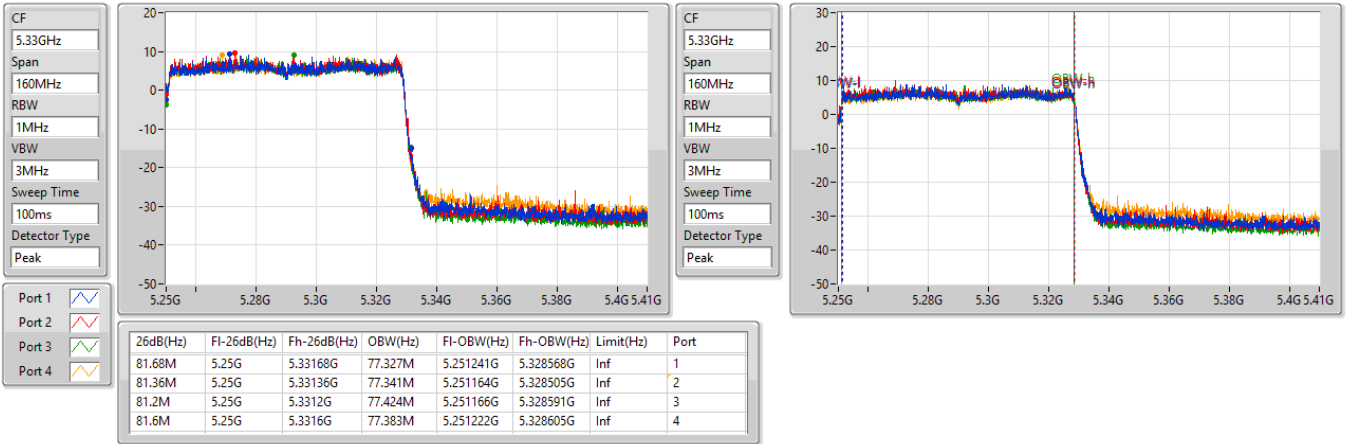 CF
5.33GHz
Span
160MHz
RBW
1MHz
VBW
3MHz
Sweep Time
100ms
Detector Type
Peak
Port 1
Port 2
Port 3
Port 4
20
10
0
-10
-20
-30
-40
-50
5.25G 5.28G 5.3G 5.32G 5.34G 5.36G 5.38G 5.4G 5.41G
CF
5.33GHz
Span
160MHz
RBW
1MHz
VBW
3MHz
Sweep Time
100ms
Detector Type
Peak
30
20
10
0
-10
-20
-30
-40
-50
OBW-h
5.25G 5.28G 5.3G 5.32G 5.34G 5.36G 5.38G 5.4G 5.41G
26dB(Hz) Fl-26dB(Hz) Fh-26dB(Hz) OBW(Hz) Fl-OBW(Hz) Fh-OBW(Hz) Limit(Hz) Port
81.68M 5.25G 5.33168G 77.327M 5.251241G 5.328568G Inf 1
81.36M 5.25G 5.33136G 77.341M 5.251164G 5.328505G Inf 2
81.2M 5.25G 5.3312G 77.424M 5.251166G 5.328591G Inf 3
81.6M 5.25G 5.3316G 77.383M 5.251222G 5.328605G Inf 4